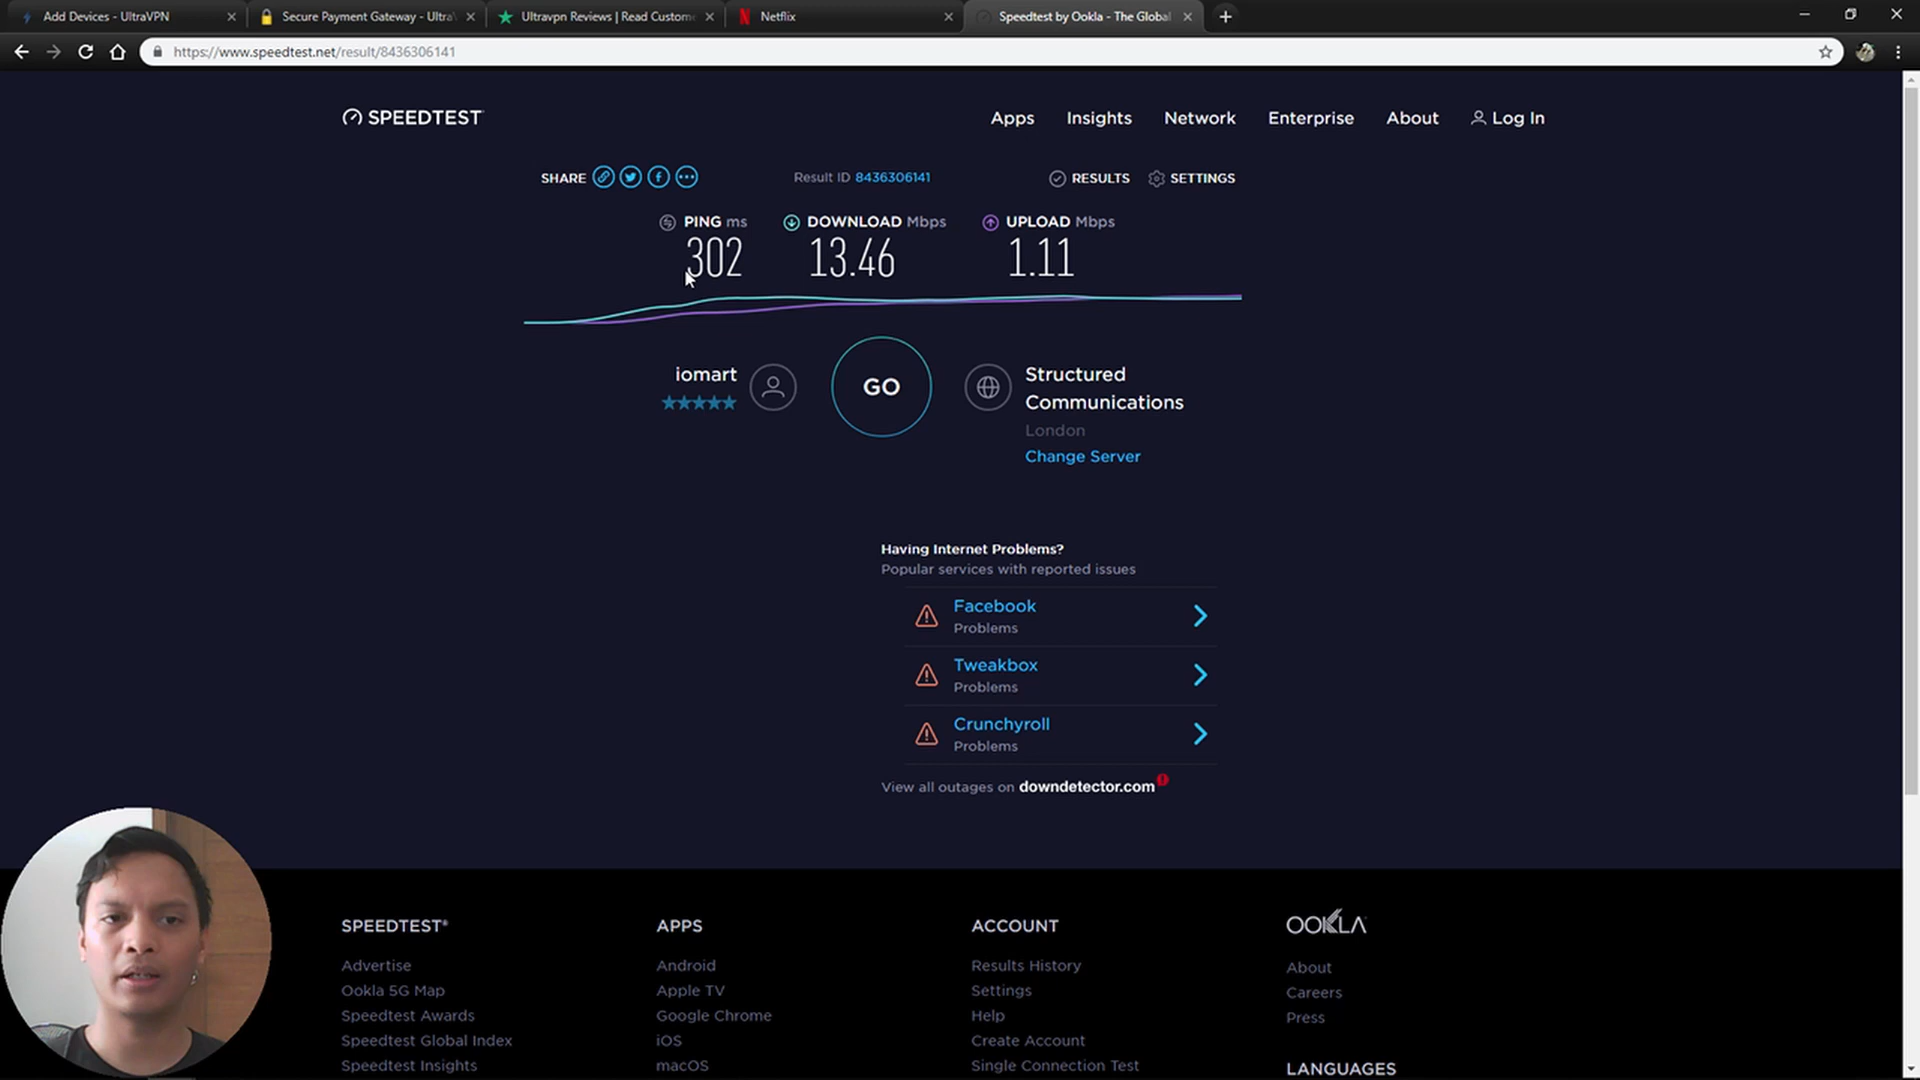 Add Devices - UltraVPN
Secure Payment Gateway - Ultra
Ultravpn Reviews | Read Custom
Netflix
Speedtest by Ookla - The Global
https://www.speedtest.net/result/8436306141
SPEEDTEST
Apps
Insights
Network
Enterprise
About
Log In
SHARE
Result ID 8436306141
RESULTS
SETTINGS
PING ms
DOWNLOAD Mbps
UPLOAD Mbps
302
13.46
1.11
iomart
GO
Structured
Communications
London
Change Server
Having Internet Problems?
Popular services with reported issues
Facebook
Problems
Tweakbox
Problems
Crunchyroll
Problems
View all outages on downdetector.com
SPEEDTEST®
Advertise
Ookla 5G Map
Speedtest Awards
Speedtest Global Index
Speedtest Insights
APPS
Android
Apple TV
Google Chrome
iOS
macOS
ACCOUNT
Results History
Settings
Help
Create Account
Single Connection Test
OOKLA
About
Careers
Press
LANGUAGES